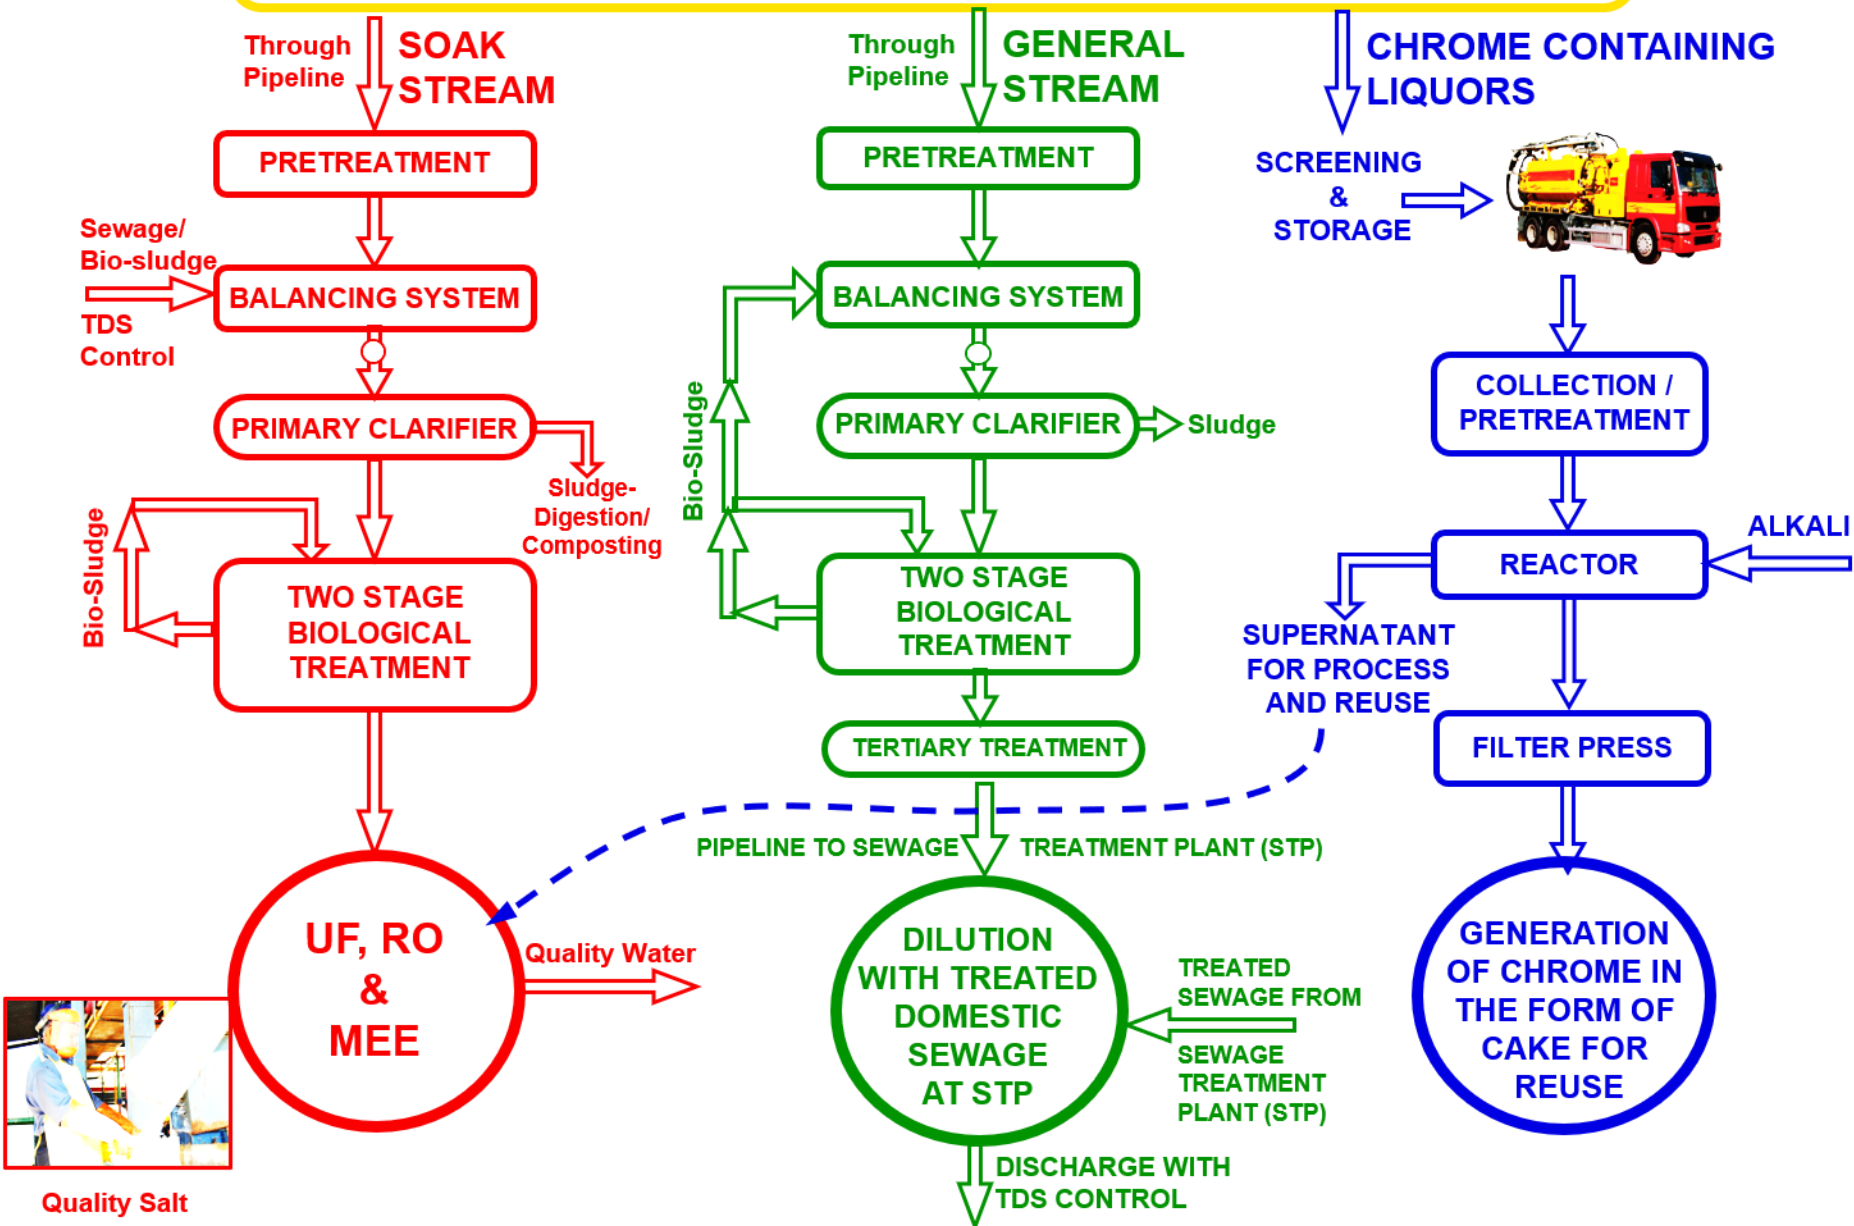 Through
Pipeline
SOAK
STREAM
PRETREATMENT
Sewage/
Bio-sludge
TDS
Control
BALANCING SYSTEM
PRIMARY CLARIFIER
Sludge-
Digestion/
Composting
Bio-Sludge
TWO STAGE
BIOLOGICAL
TREATMENT
UF, RO
&
MEE
Quality Water
Quality Salt
Through
Pipeline
GENERAL
STREAM
PRETREATMENT
BALANCING SYSTEM
PRIMARY CLARIFIER
Sludge
Bio-Sludge
TWO STAGE
BIOLOGICAL
TREATMENT
TERTIARY TREATMENT
PIPELINE TO SEWAGE TREATMENT PLANT (STP)
DILUTION
WITH TREATED
DOMESTIC
SEWAGE
AT STP
TREATED
SEWAGE FROM
SEWAGE
TREATMENT
PLANT (STP)
DISCHARGE WITH
TDS CONTROL
CHROME CONTAINING
LIQUORS
SCREENING
&
STORAGE
COLLECTION /
PRETREATMENT
REACTOR
ALKALI
SUPERNATANT
FOR PROCESS
AND REUSE
FILTER PRESS
GENERATION
OF CHROME IN
THE FORM OF
CAKE FOR
REUSE